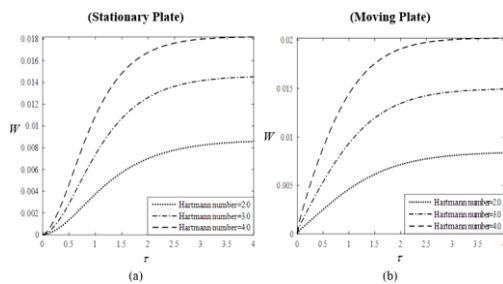 (Stationary Plate)
0.018
0.016
0.014
0.012
0.01
W
0.008
0.006
0.004
0.002
0
0 0.5 1 1.5 2 2.5 3 3.5 4
τ
Hartmann number=2.0
Hartmann number=3.0
Hartmann number=4.0
(a)
(Moving Plate)
0.02
0.015
W
0.01
0.005
0
0 0.5 1 1.5 2 2.5 3 3.5 4
τ
Hartmann number=2.0
Hartmann number=3.0
Hartmann number=4.0
(b)